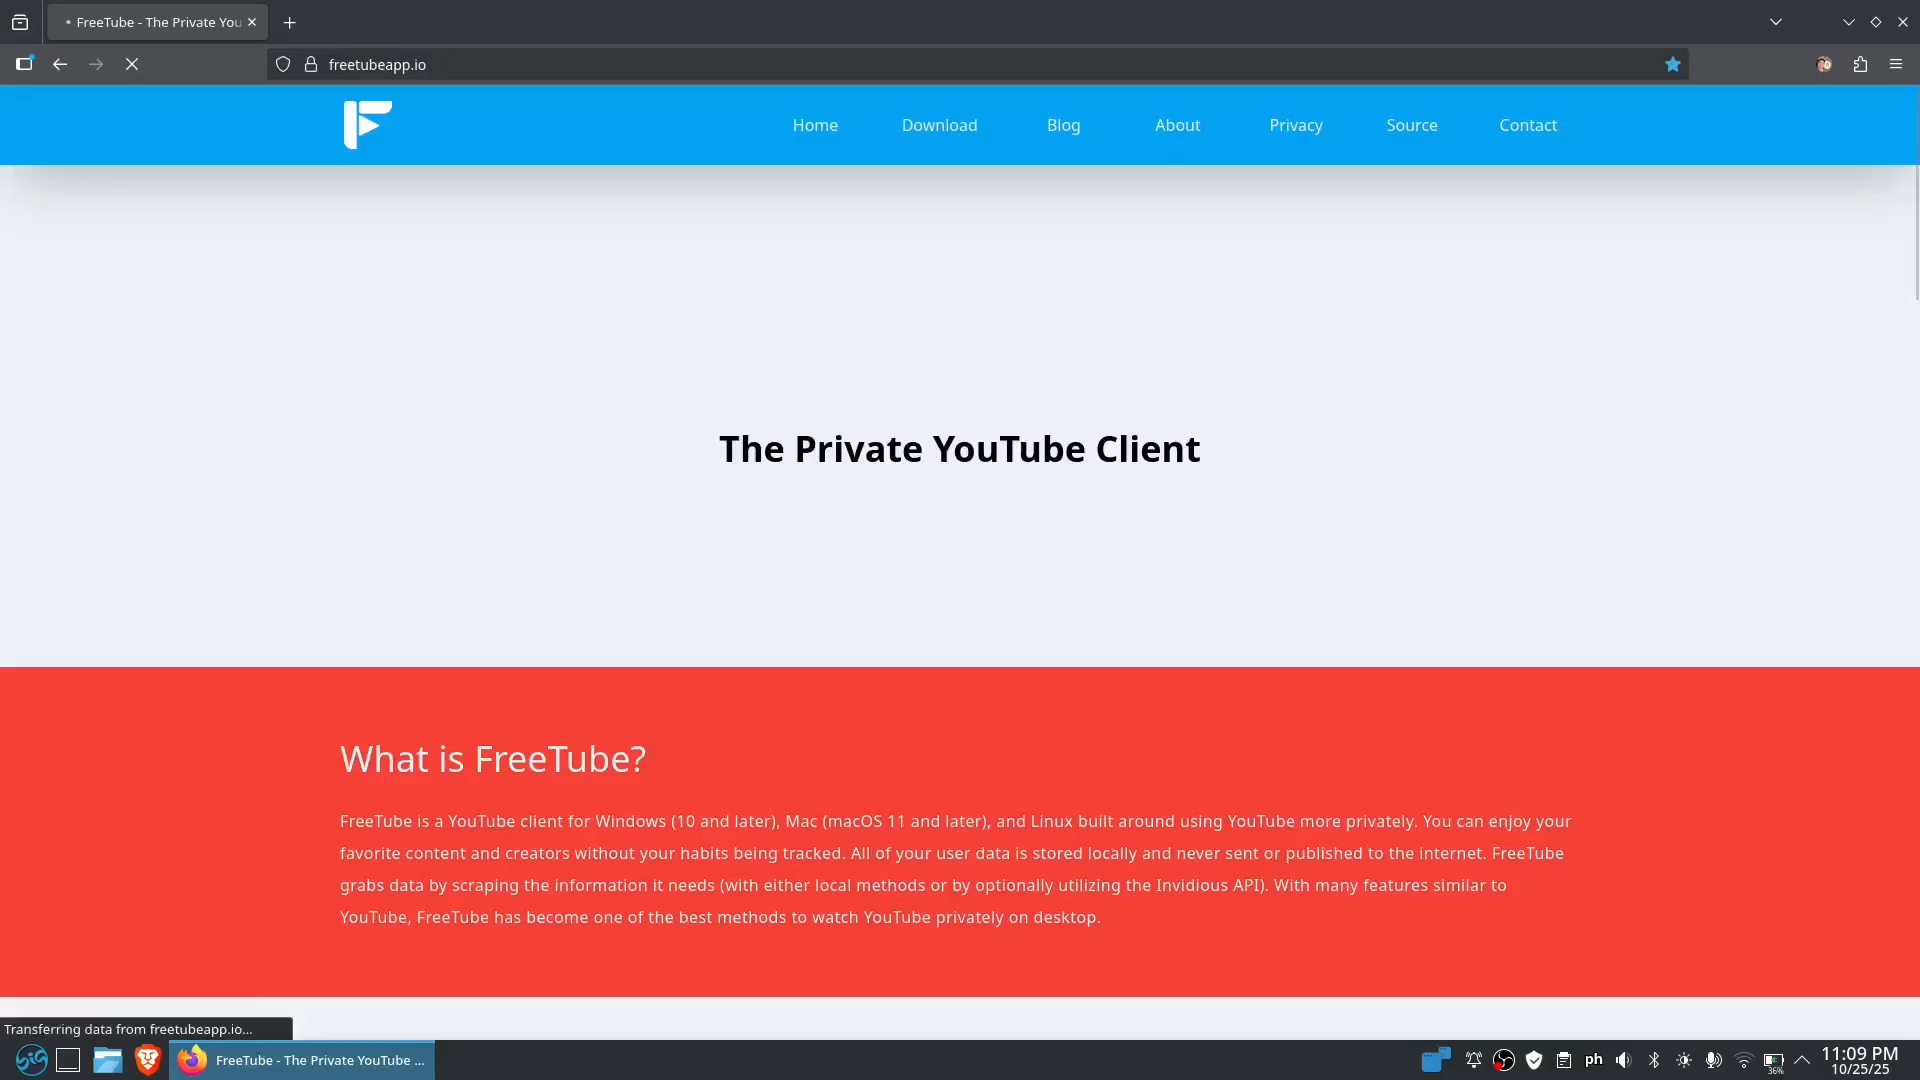 FreeTube - The Private You
freetubeapp.io
Home Download Blog About Privacy Source Contact
The Private YouTube Client
What is FreeTube?
FreeTube is a YouTube client for Windows (10 and later), Mac (macOS 11 and later), and Linux built around using YouTube more privately. You can enjoy your
favorite content and creators without your habits being tracked. All of your user data is stored locally and never sent or published to the internet. FreeTube
grabs data by scraping the information it needs (with either local methods or by optionally utilizing the Invidious API). With many features similar to
YouTube, FreeTube has become one of the best methods to watch YouTube privately on desktop.
Transferring data from freetubeapp.io...
FreeTube - The Private YouTube ...
ph
36%
11:09 PM
10/25/25